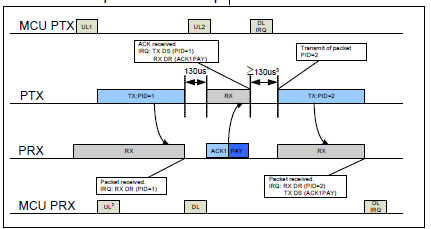 MCU PTX
UL1
UL2
DL
IRQ
ACK received
IRQ: TX DS (PID=1)
RX DR (ACK1PAY)
Transmit of packet
PID=2
130us
≥130us³
PTX
TX:PID=1
RX
TX:PID=2
PRX
RX
ACK1 PAY
RX
Packet received.
IRQ: RX DR (PID=1)
Packet received.
IRQ: RX DR (PID=2)
TX DS (ACK1PAY)
MCU PRX
UL²
DL
DL
IRQ